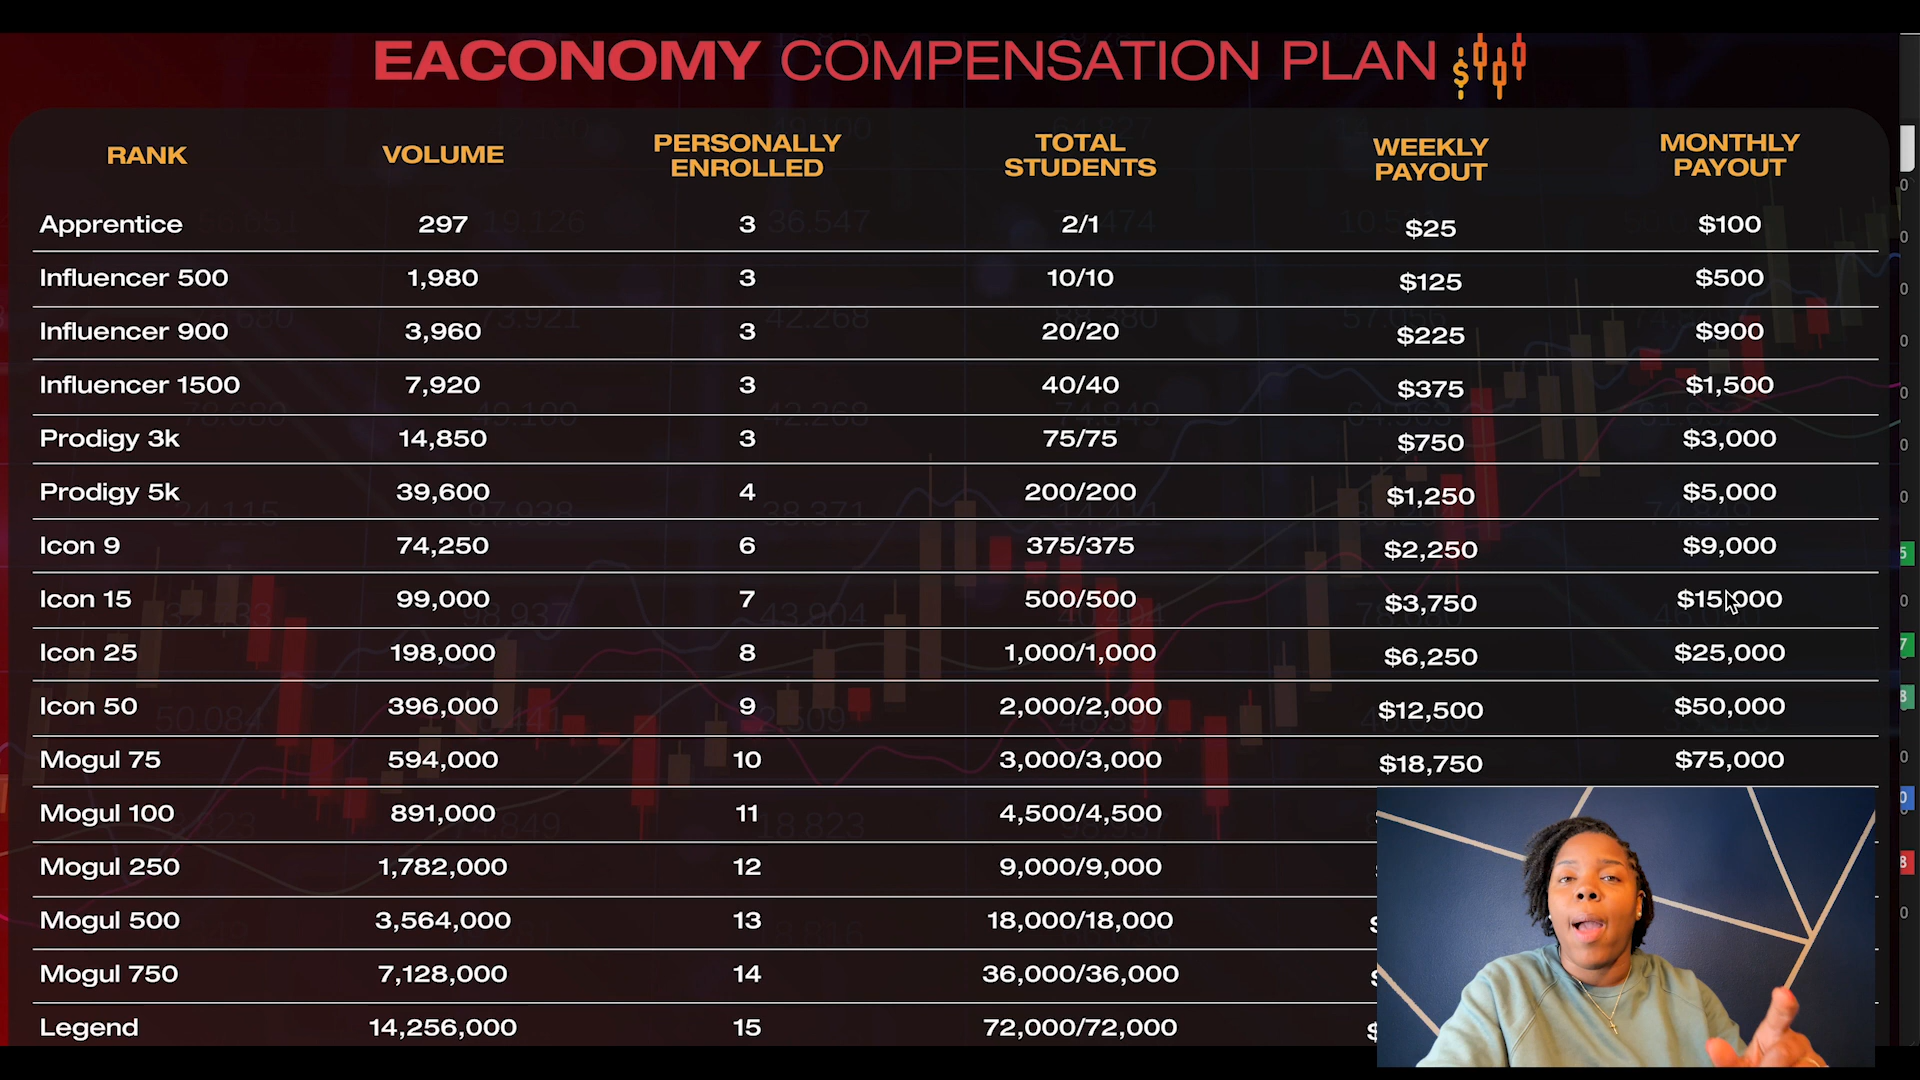 EACONOMY COMPENSATION PLAN
RANK VOLUME PERSONALLY ENROLLED TOTAL STUDENTS WEEKLY PAYOUT MONTHLY PAYOUT
Apprentice 297 3 2/1 $25 $100
Influencer 500 1,980 3 10/10 $125 $500
Influencer 900 3,960 3 20/20 $225 $900
Influencer 1500 7,920 3 40/40 $375 $1,500
Prodigy 3k 14,850 3 75/75 $750 $3,000
Prodigy 5k 39,600 4 200/200 $1,250 $5,000
Icon 9 74,250 6 375/375 $2,250 $9,000
Icon 15 99,000 7 500/500 $3,750 $15,000
Icon 25 198,000 8 1,000/1,000 $6,250 $25,000
Icon 50 396,000 9 2,000/2,000 $12,500 $50,000
Mogul 75 594,000 10 3,000/3,000 $18,750 $75,000
Mogul 100 891,000 11 4,500/4,500
Mogul 250 1,782,000 12 9,000/9,000
Mogul 500 3,564,000 13 18,000/18,000
Mogul 750 7,128,000 14 36,000/36,000
Legend 14,256,000 15 72,000/72,000